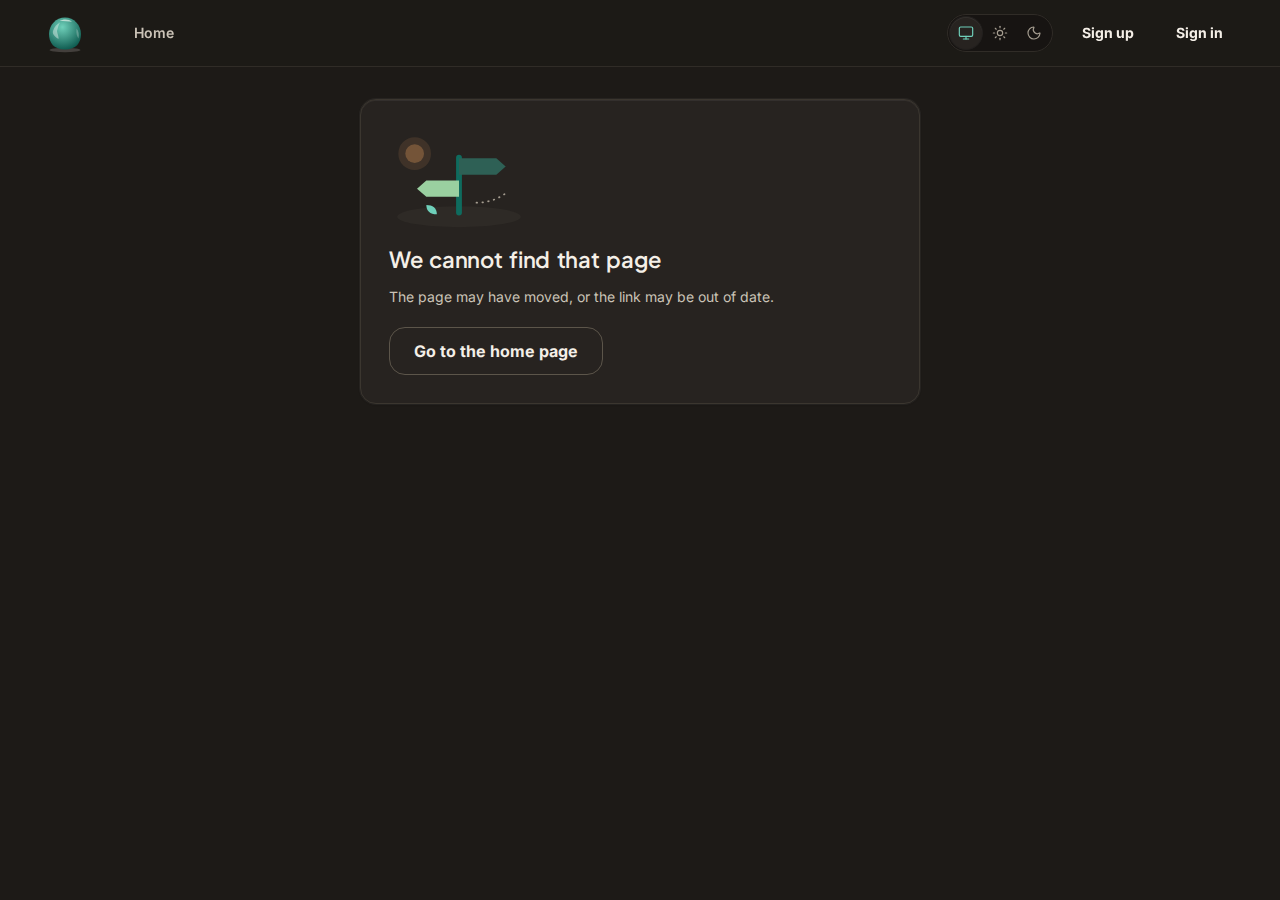 Home
Sign up
Sign in
We cannot find that page
The page may have moved, or the link may be out of date.
Go to the home page